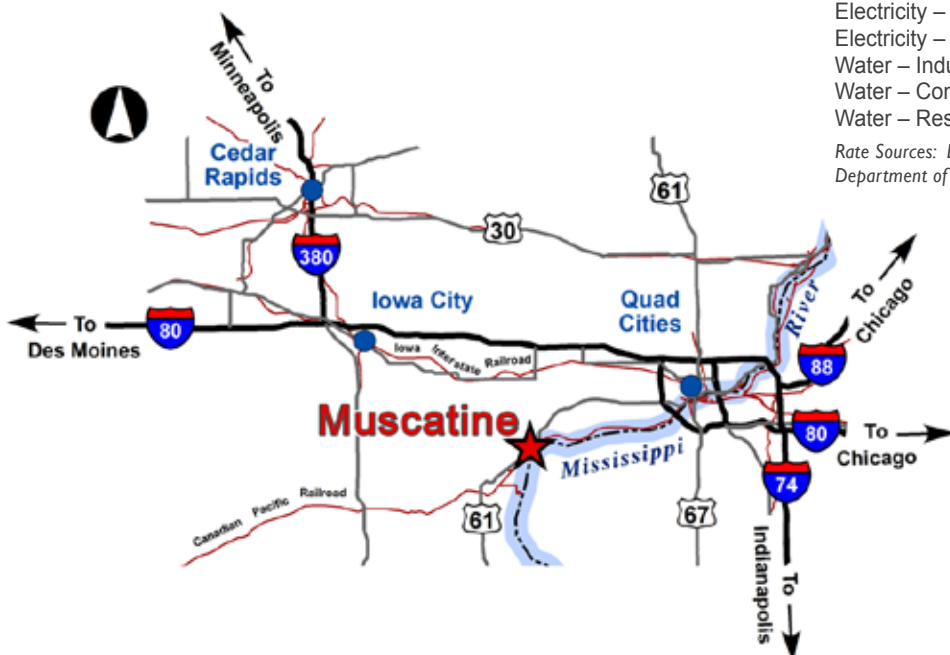 Electricity –
Electricity –
Water – Indu
Water – Con
Water – Res
Rate Sources:
Department of
To
Minneapolis
Cedar
Rapids
61
30
380
Iowa City
Quad
Cities
River
To
Chicago
To
Des Moines
80
Iowa Interstate Railroad
88
Muscatine
Mississippi
80
To
Chicago
74
Canadian Pacific Railroad
61
67
To
Indianapolis